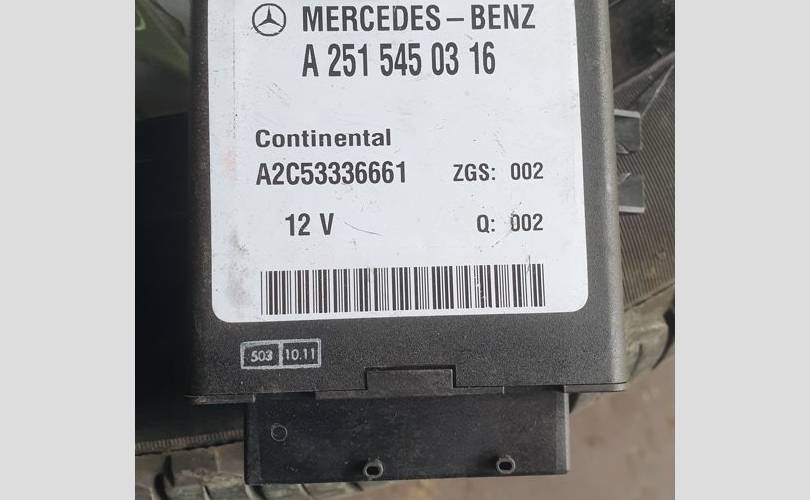 MERCEDES-BENZ
A 251 545 03 16
Continental
A2C53336661 ZGS: 002
12 V Q: 002
503 10.11